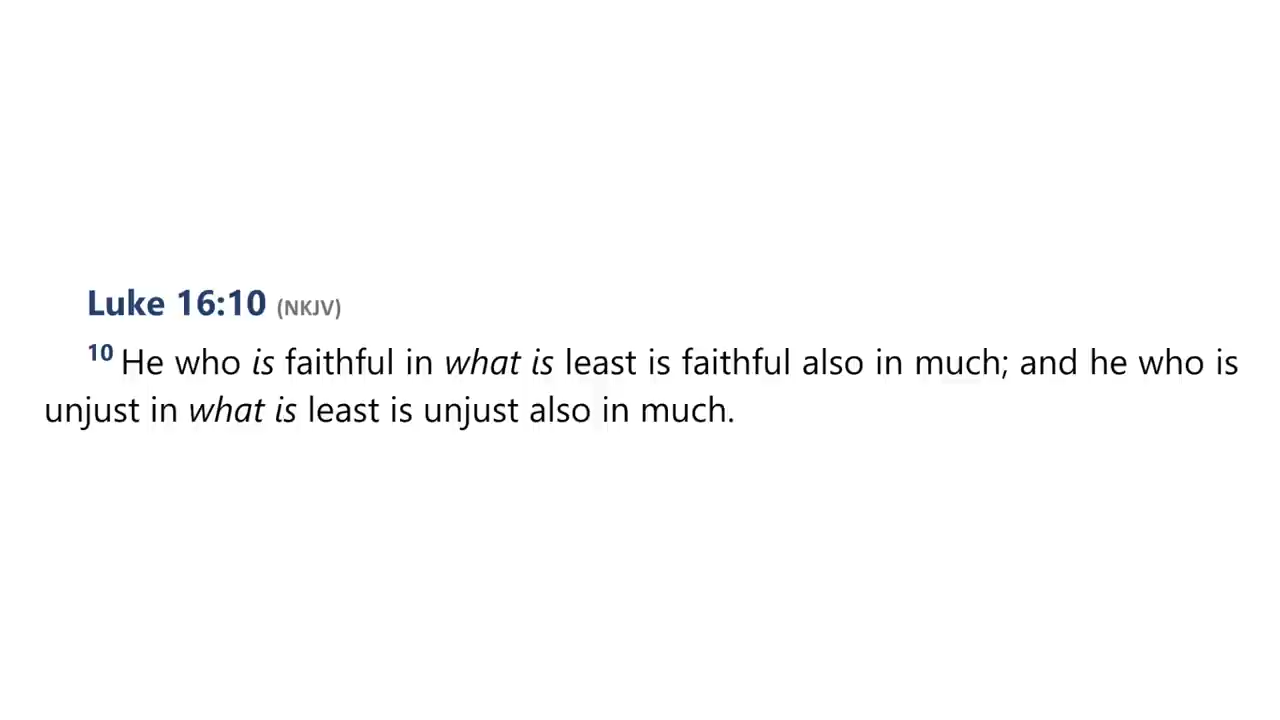 Luke 16:10 (NKJV)
10 He who is faithful in what is least is faithful also in much; and he who is
unjust in what is least is unjust also in much.